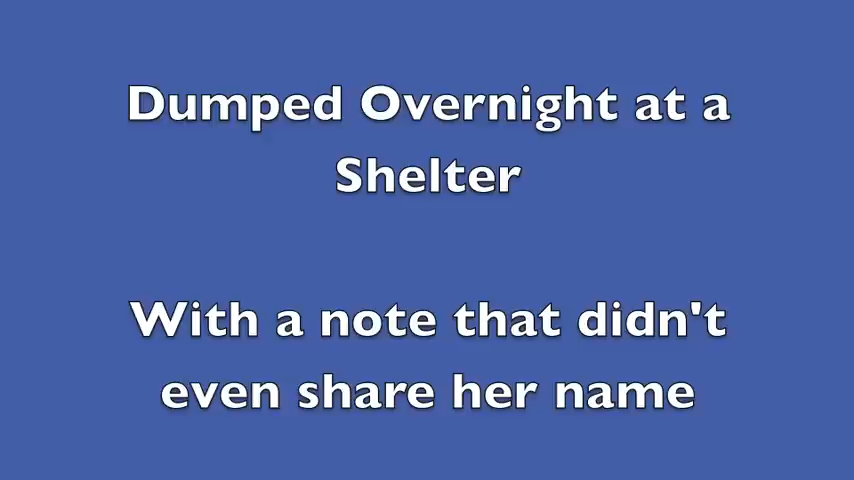 Dumped Overnight at a
Shelter
With a note that didn't
even share her name